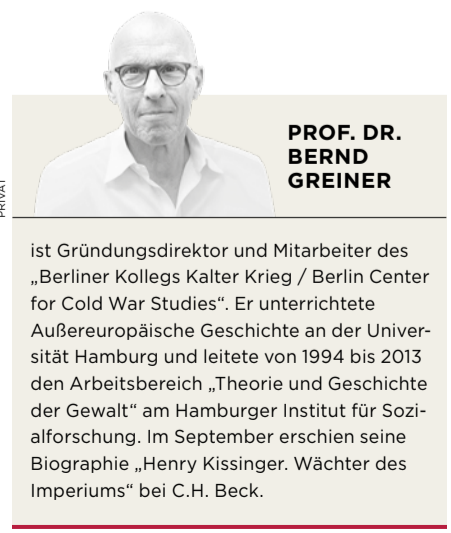 PROF. DR.
BERND
GREINER
PRIVAT
ist Gründungsdirektor und Mitarbeiter des
„Berliner Kollegs Kalter Krieg / Berlin Center
for Cold War Studies“. Er unterrichtete
Außereuropäische Geschichte an der Univer-
sität Hamburg und leitete von 1994 bis 2013
den Arbeitsbereich „Theorie und Geschichte
der Gewalt“ am Hamburger Institut für Sozi-
alforschung. Im September erschien seine
Biographie „Henry Kissinger. Wächter des
Imperiums“ bei C.H. Beck.